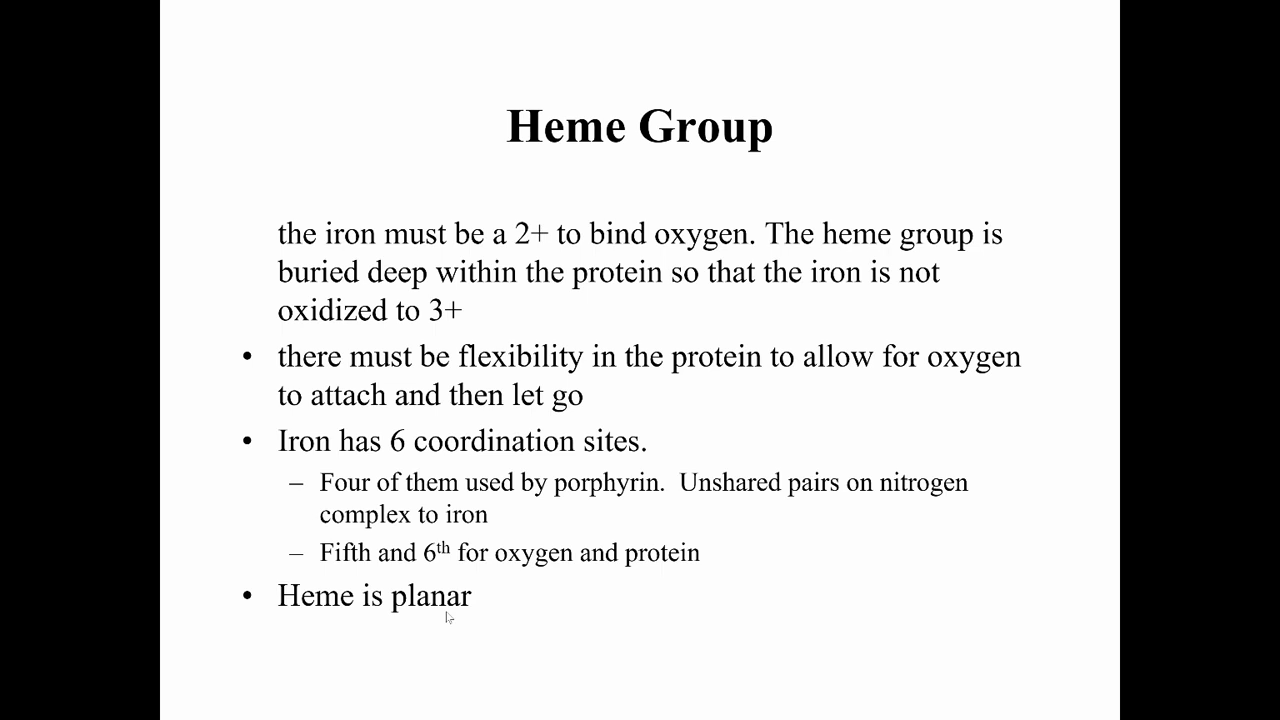 Heme Group
the iron must be a 2+ to bind oxygen. The heme group is
buried deep within the protein so that the iron is not
oxidized to 3+
• there must be flexibility in the protein to allow for oxygen
to attach and then let go
• Iron has 6 coordination sites.
– Four of them used by porphyrin. Unshared pairs on nitrogen
complex to iron
– Fifth and 6th for oxygen and protein
• Heme is planar